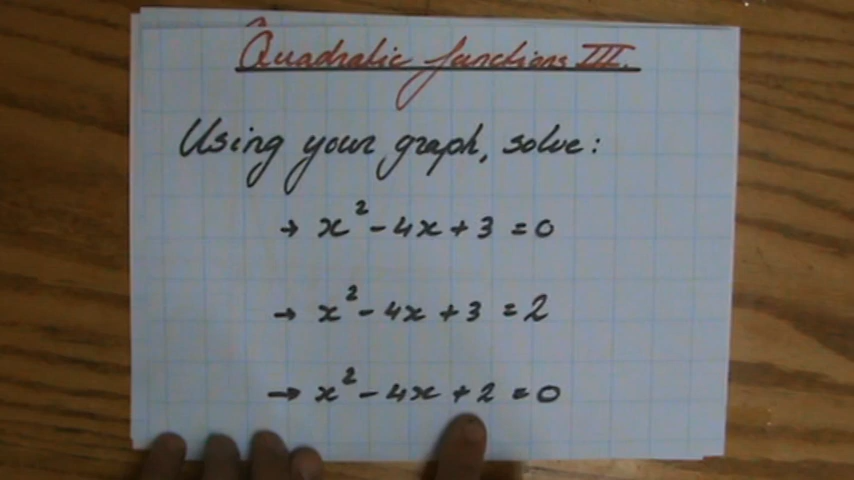 Quadratic functions III.
Using your graph, solve:
→ x² - 4x + 3 = 0
→ x² - 4x + 3 = 2
→ x² - 4x + 2 = 0